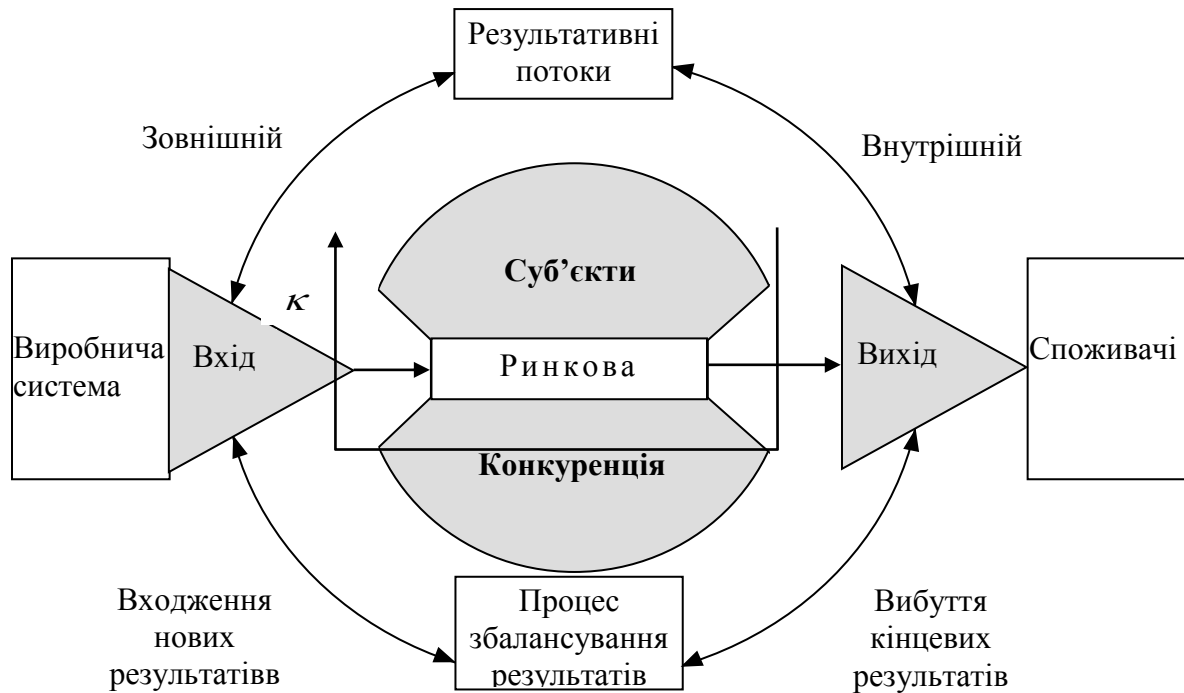 Результативні
потоки
Зовнішній
Внутрішній
Суб’єкти
к
Виробнича
система
Вхід
Ринкова
Вихід
Споживачі
Конкуренція
Входження
нових
результатівв
Процес
збалансування
результатів
Вибуття
кінцевих
результатів